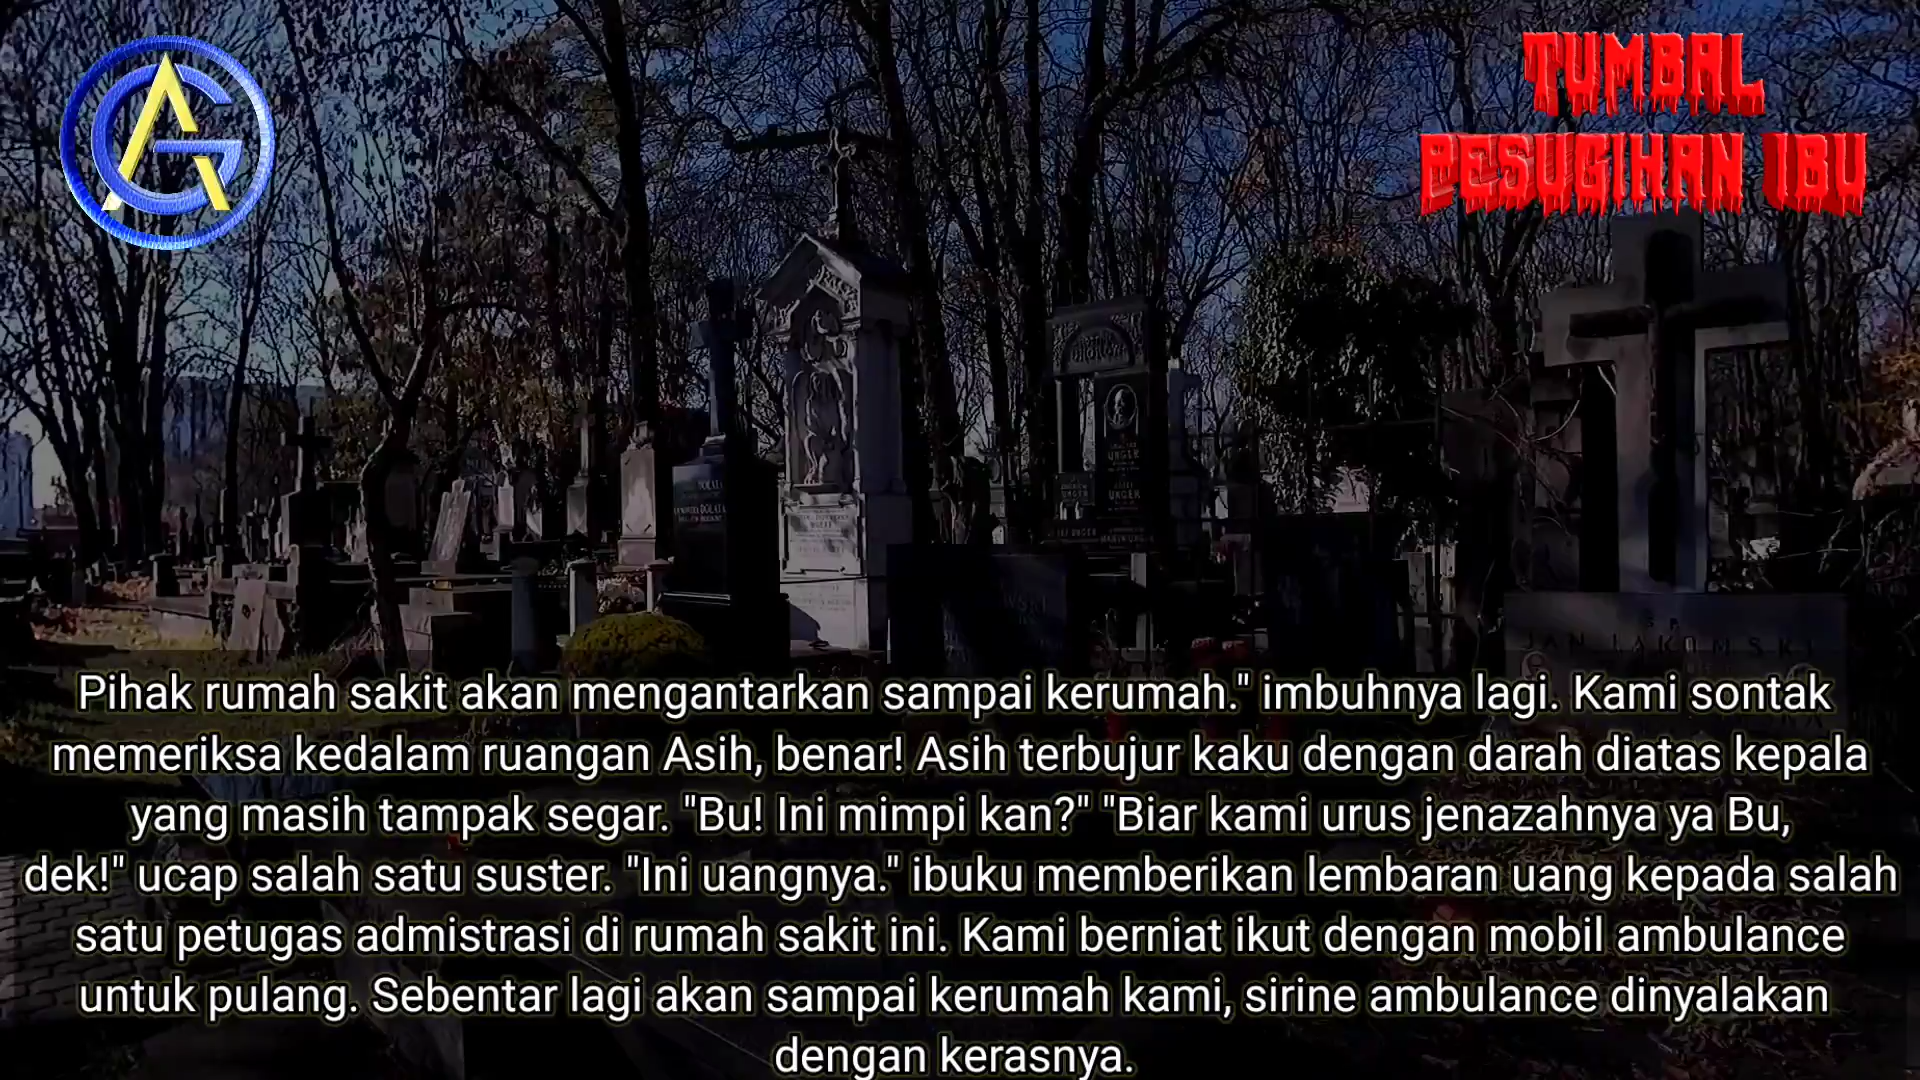 TUMBAL
PESUGIHAN IBU
UNGER
UNGER
JAN
Pihak rumah sakit akan mengantarkan sampai kerumah." imbuhnya lagi. Kami sontak
memeriksa kedalam ruangan Asih, benar! Asih terbujur kaku dengan darah diatas kepala
yang masih tampak segar. "Bu! Ini mimpi kan?" "Biar kami urus jenazahnya ya Bu,
dek!" ucap salah satu suster. "Ini uangnya." ibuku memberikan lembaran uang kepada salah
satu petugas admistrasi di rumah sakit ini. Kami berniat ikut dengan mobil ambulance
untuk pulang. Sebentar lagi akan sampai kerumah kami, sirine ambulance dinyalakan
dengan kerasnya.